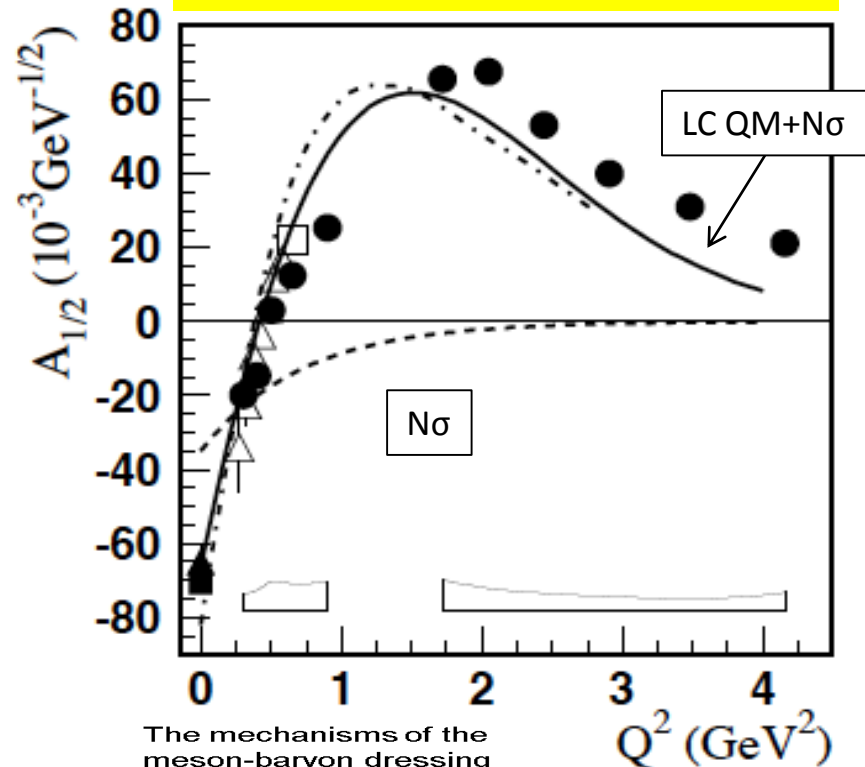 80
60
40
20
0
-20
-40
-60
-80
A1/2 (10-3GeV-1/2)
LC QM+Nσ
Nσ
0 1 2 3 4
Q2 (GeV2)
The mechanisms of the
meson-baryon dressing